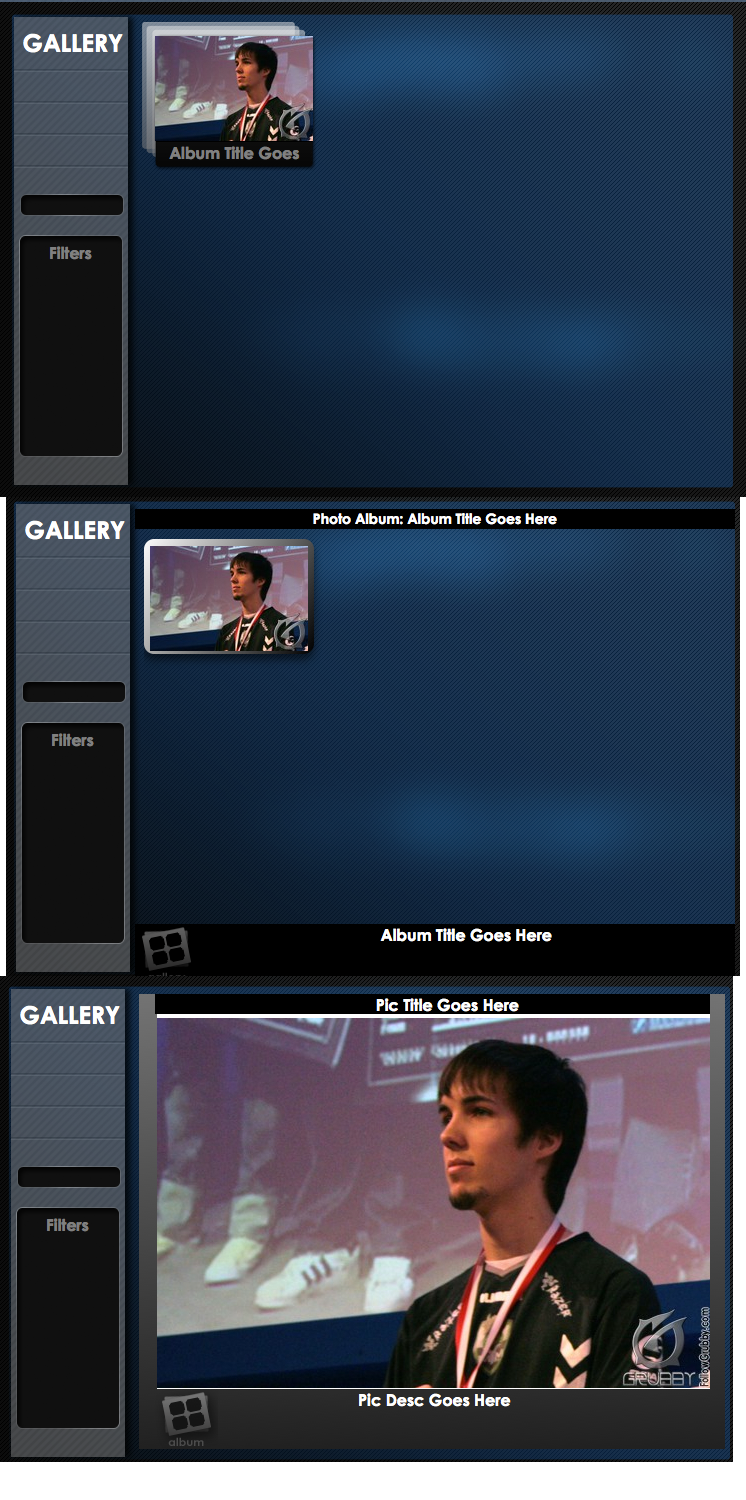 GALLERY
Album Title Goes
Filters
GALLERY
Photo Album: Album Title Goes Here
Filters
Album Title Goes Here
GALLERY
Pic Title Goes Here
Filters
FollowGrubby.com
GRUBBY
Pic Desc Goes Here
album